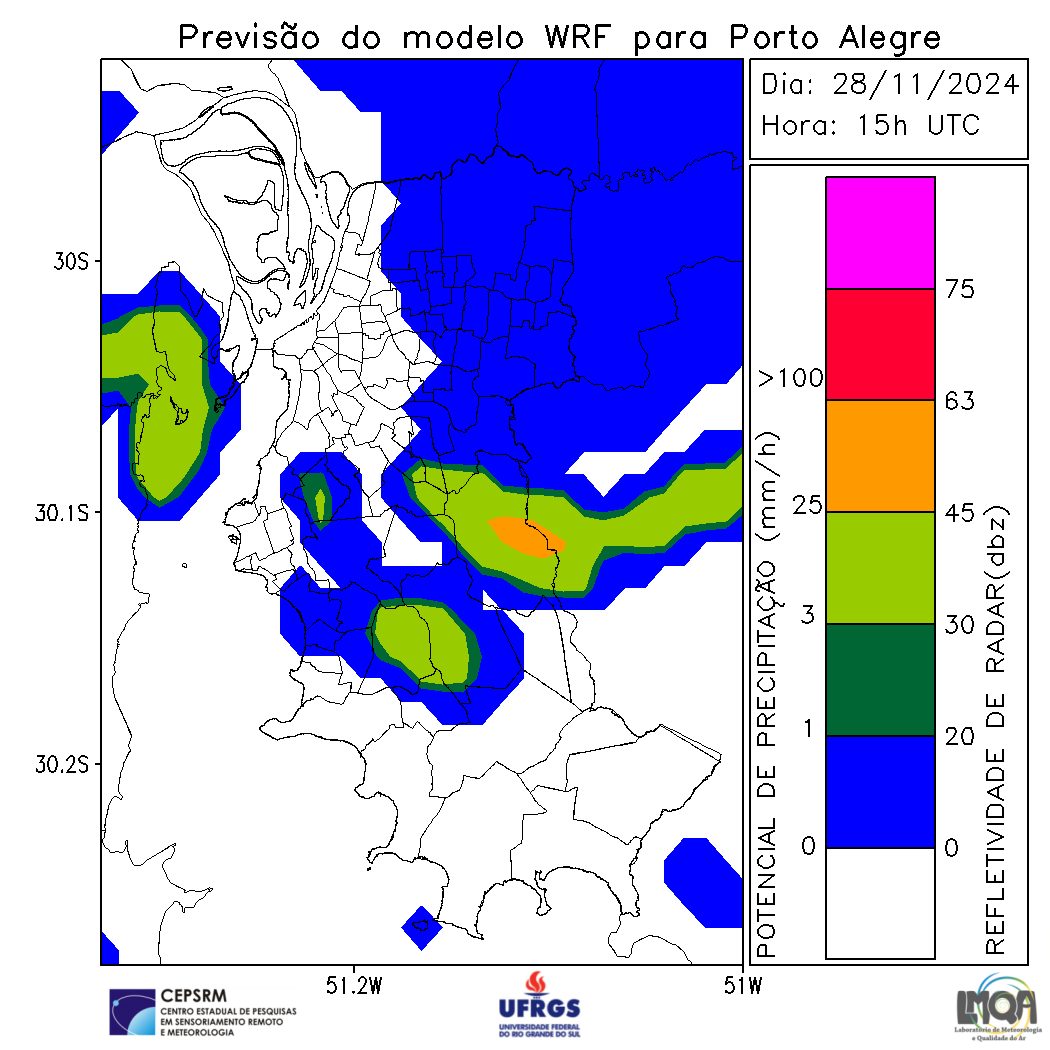 Previsão do modelo WRF para Porto Alegre
Dia: 28/11/2024
Hora: 15h UTC
30S
30.1S
30.2S
51.2W
51W
POTENCIAL DE PRECIPITAÇÃO (mm/h)
>100
25
3
1
0
75
63
45
30
20
0
REFLETIVIDADE DE RADAR(dbz)
CEPSRM
CENTRO ESTADUAL DE PESQUISAS
EM SENSORIAMENTO REMOTO
E METEOROLOGIA
UFRGS
UNIVERSIDADE FEDERAL
DO RIO GRANDE DO SUL
LMQA
Laboratório de Meteorologia
e Qualidade do Ar